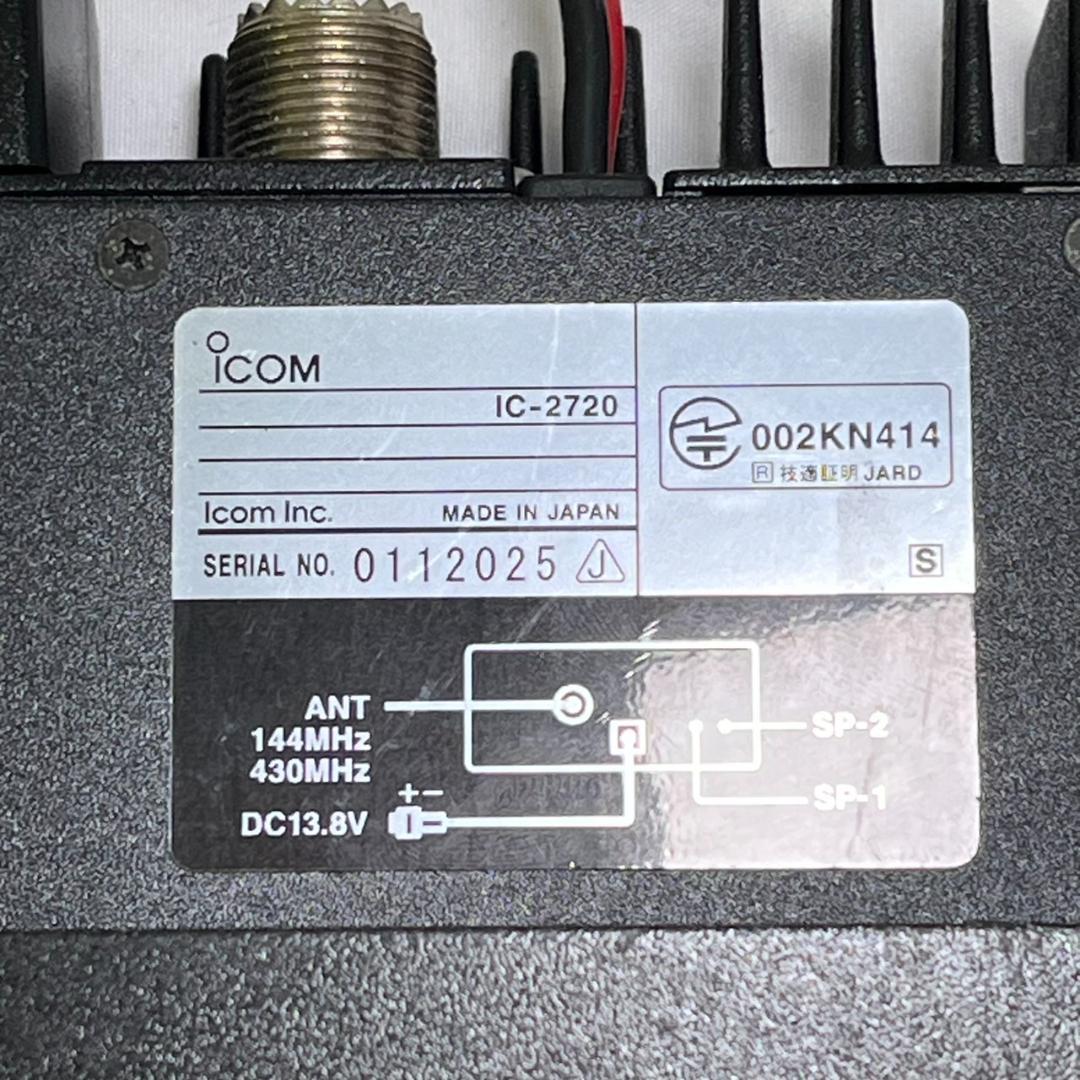 ICOM
IC-2720
Icom Inc. MADE IN JAPAN
SERIAL NO. 0112025 J
002KN414
R 技適証明 JARD
S
ANT
144MHz
430MHz
+ −
DC13.8V
SP-2
SP-1